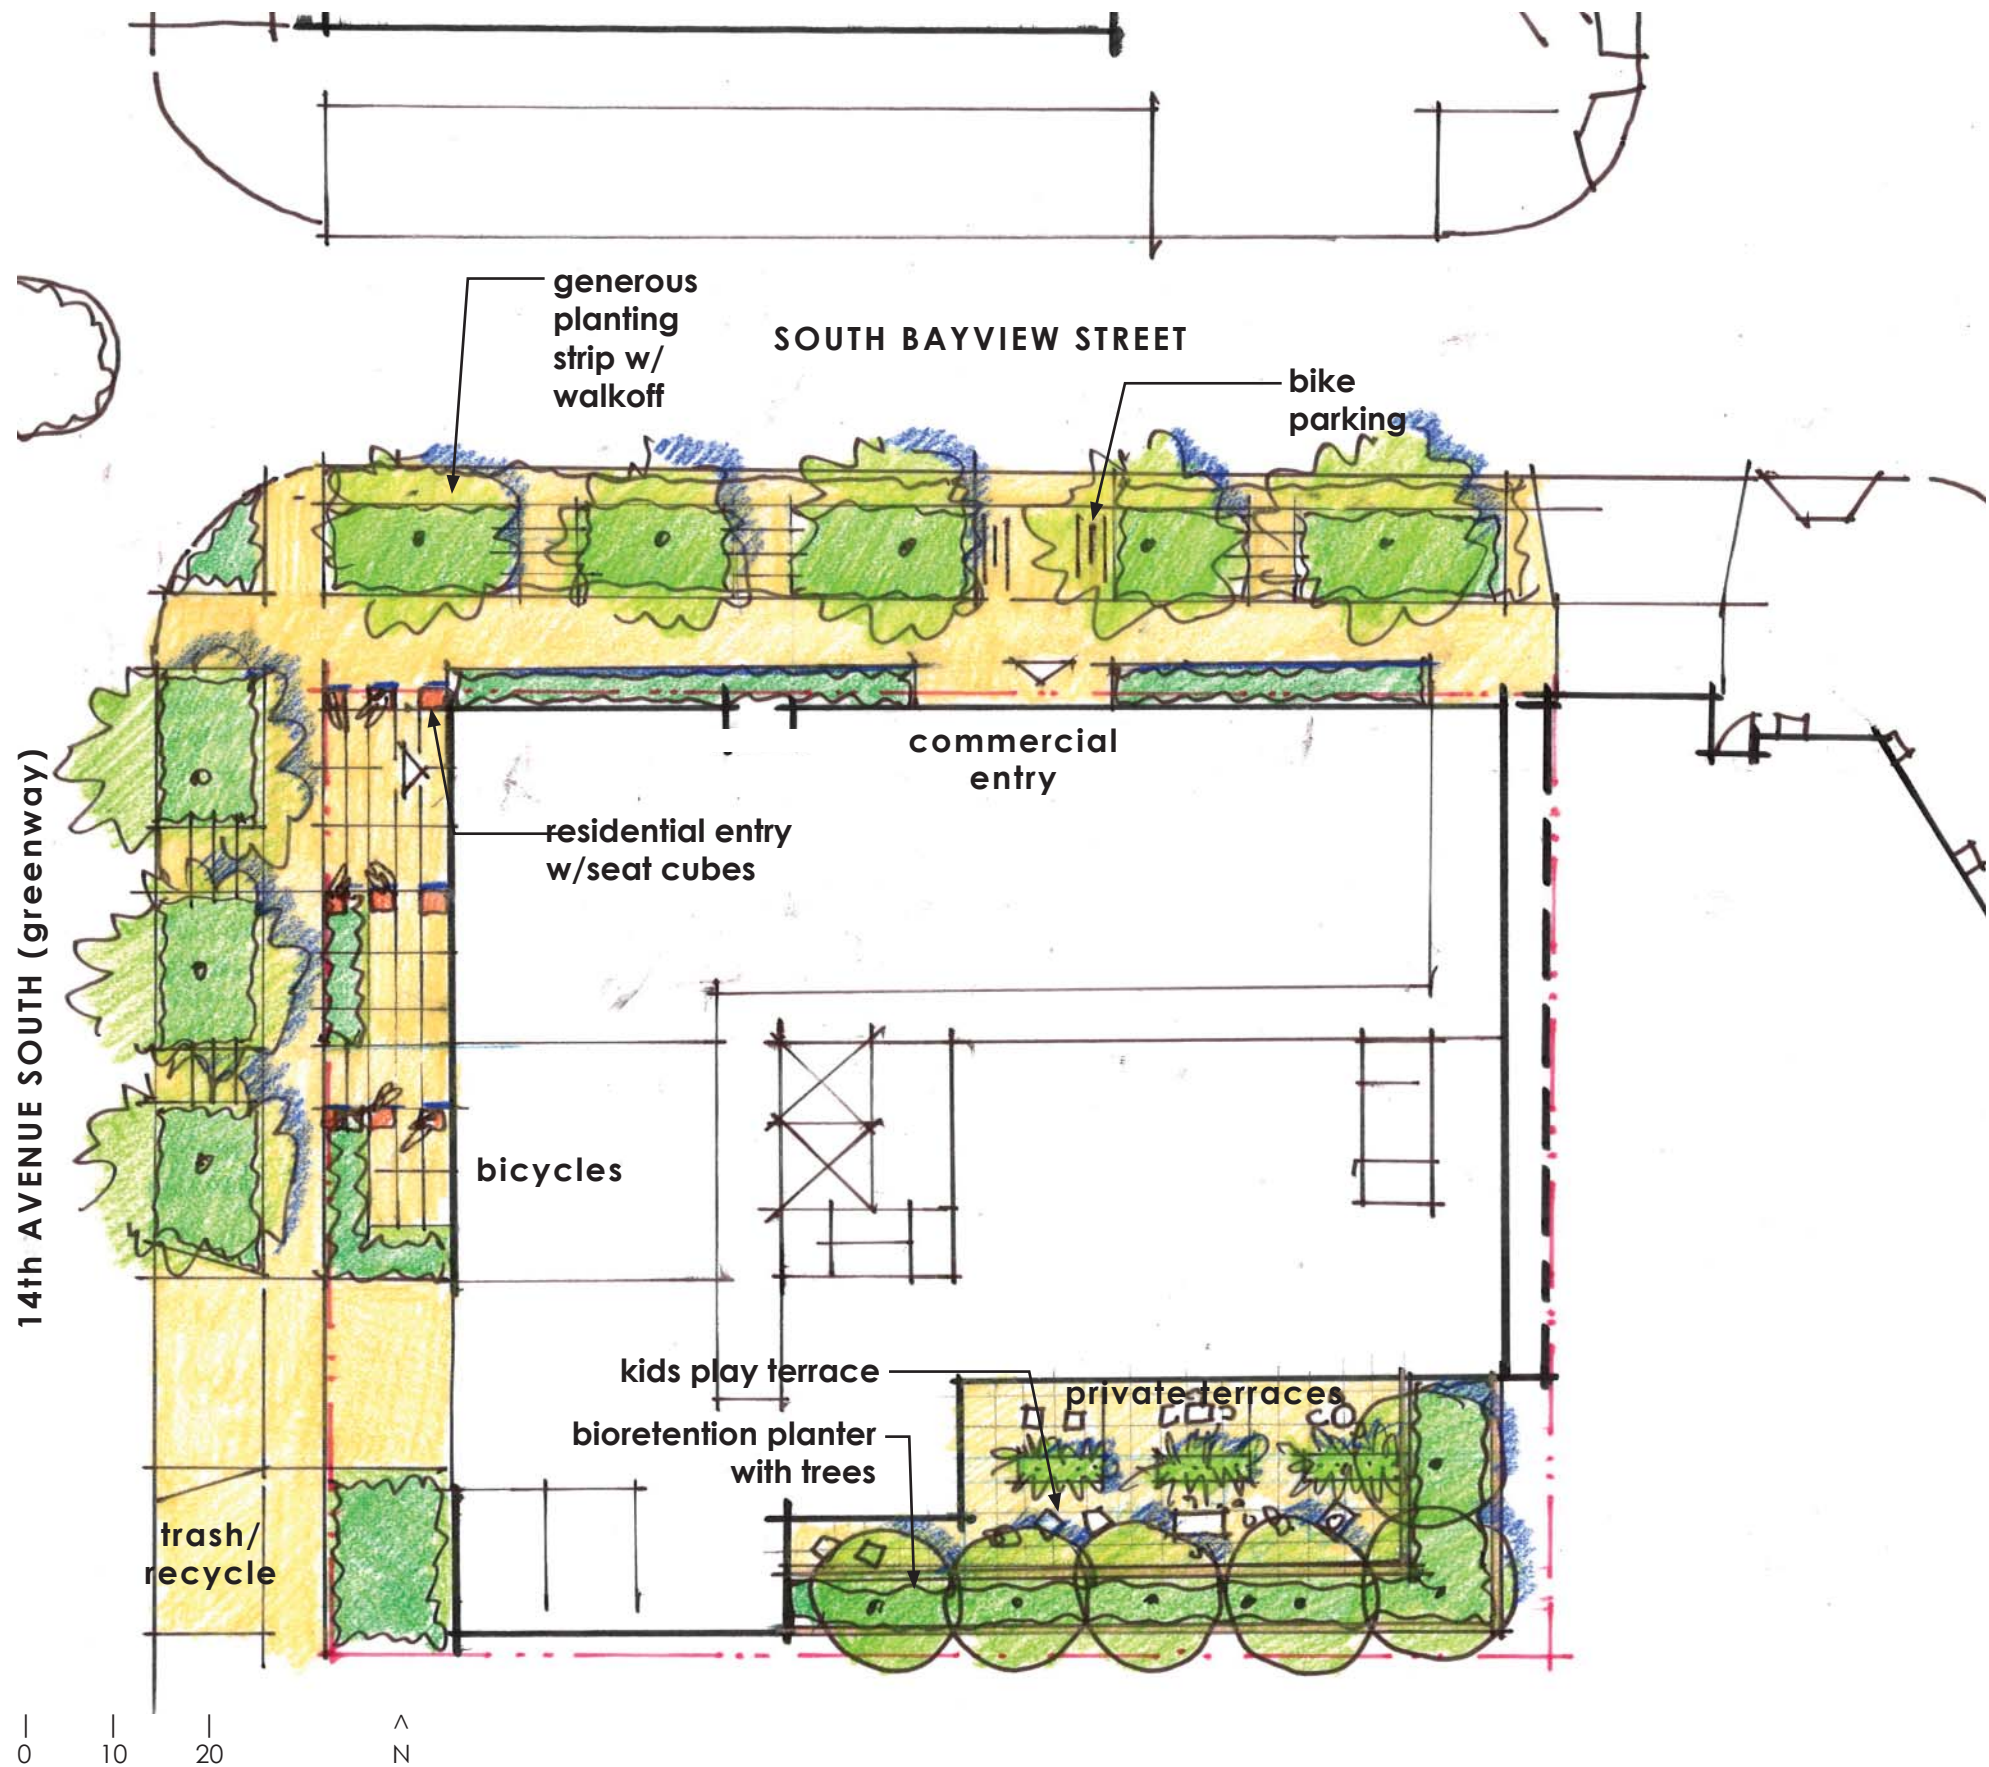 generous
planting
strip w/
walkoff
SOUTH BAYVIEW STREET
bike
parking
commercial
entry
14th AVENUE SOUTH (greenway)
residential entry
w/seat cubes
bicycles
kids play terrace
private terraces
bioretention planter
with trees
trash/
recycle
0
10
20
^
N